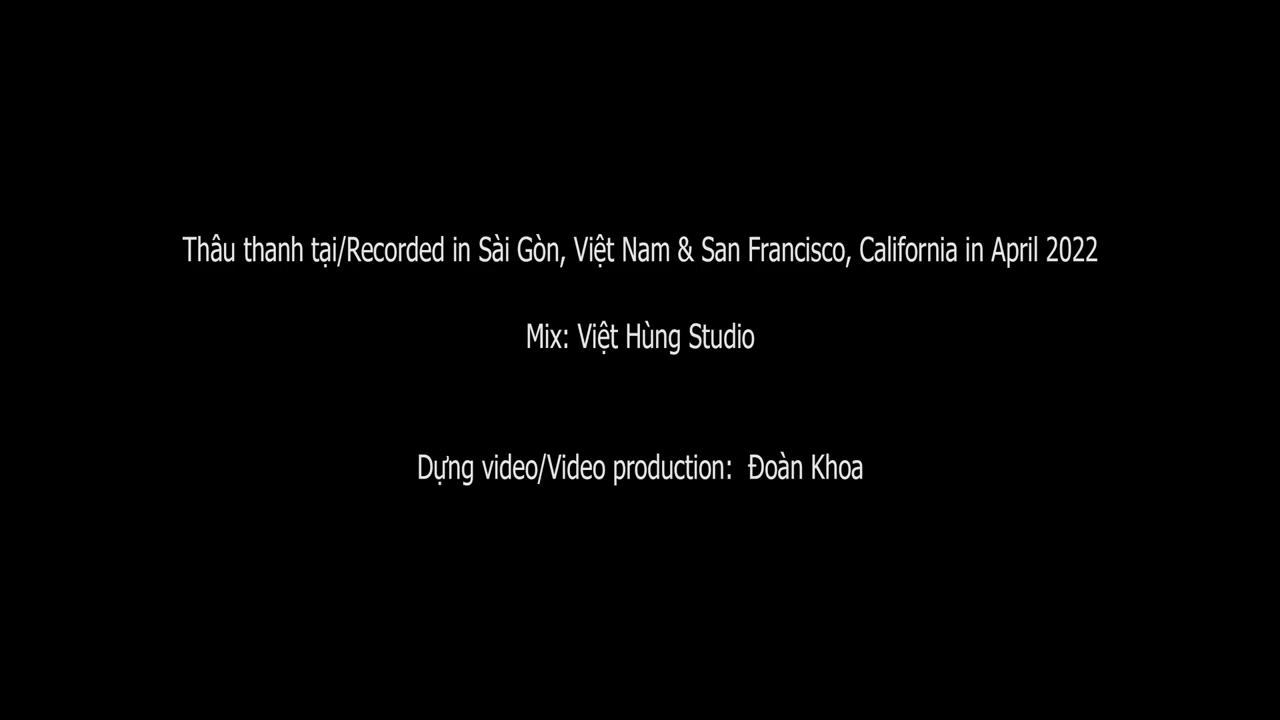 Thâu thanh tại/Recorded in Sài Gòn, Việt Nam & San Francisco, California in April 2022
Mix: Việt Hùng Studio
Dựng video/Video production: Đoàn Khoa